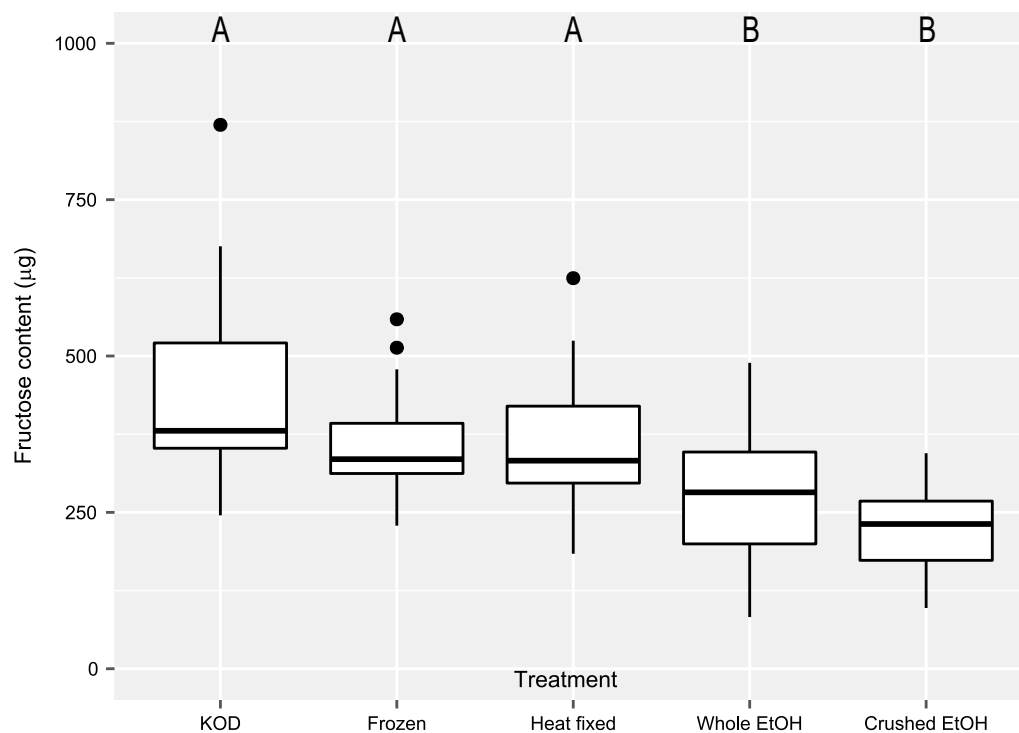 A A A B B
1000
750
500
250
0
Fructose content (μg)
Treatment
KOD Frozen Heat fixed Whole EtOH Crushed EtOH